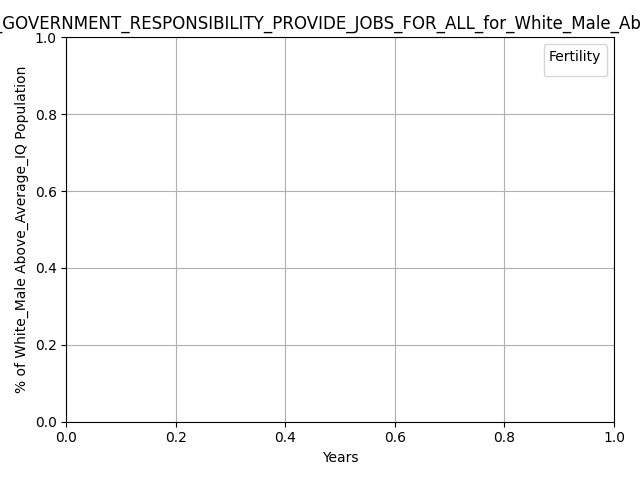 _GOVERNMENT_RESPONSIBILITY_PROVIDE_JOBS_FOR_ALL_for_White_Male_Ab
Fertility
% of White_Male Above_Average_IQ Population
1.0
0.8
0.6
0.4
0.2
0.0
0.0 0.2 0.4 0.6 0.8 1.0
Years